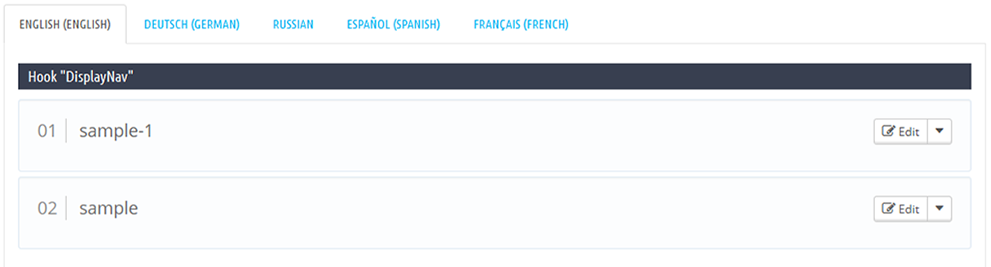 ENGLISH (ENGLISH) DEUTSCH (GERMAN) RUSSIAN ESPAÑOL (SPANISH) FRANÇAIS (FRENCH)
Hook "DisplayNav"
01 sample-1 Edit
02 sample Edit